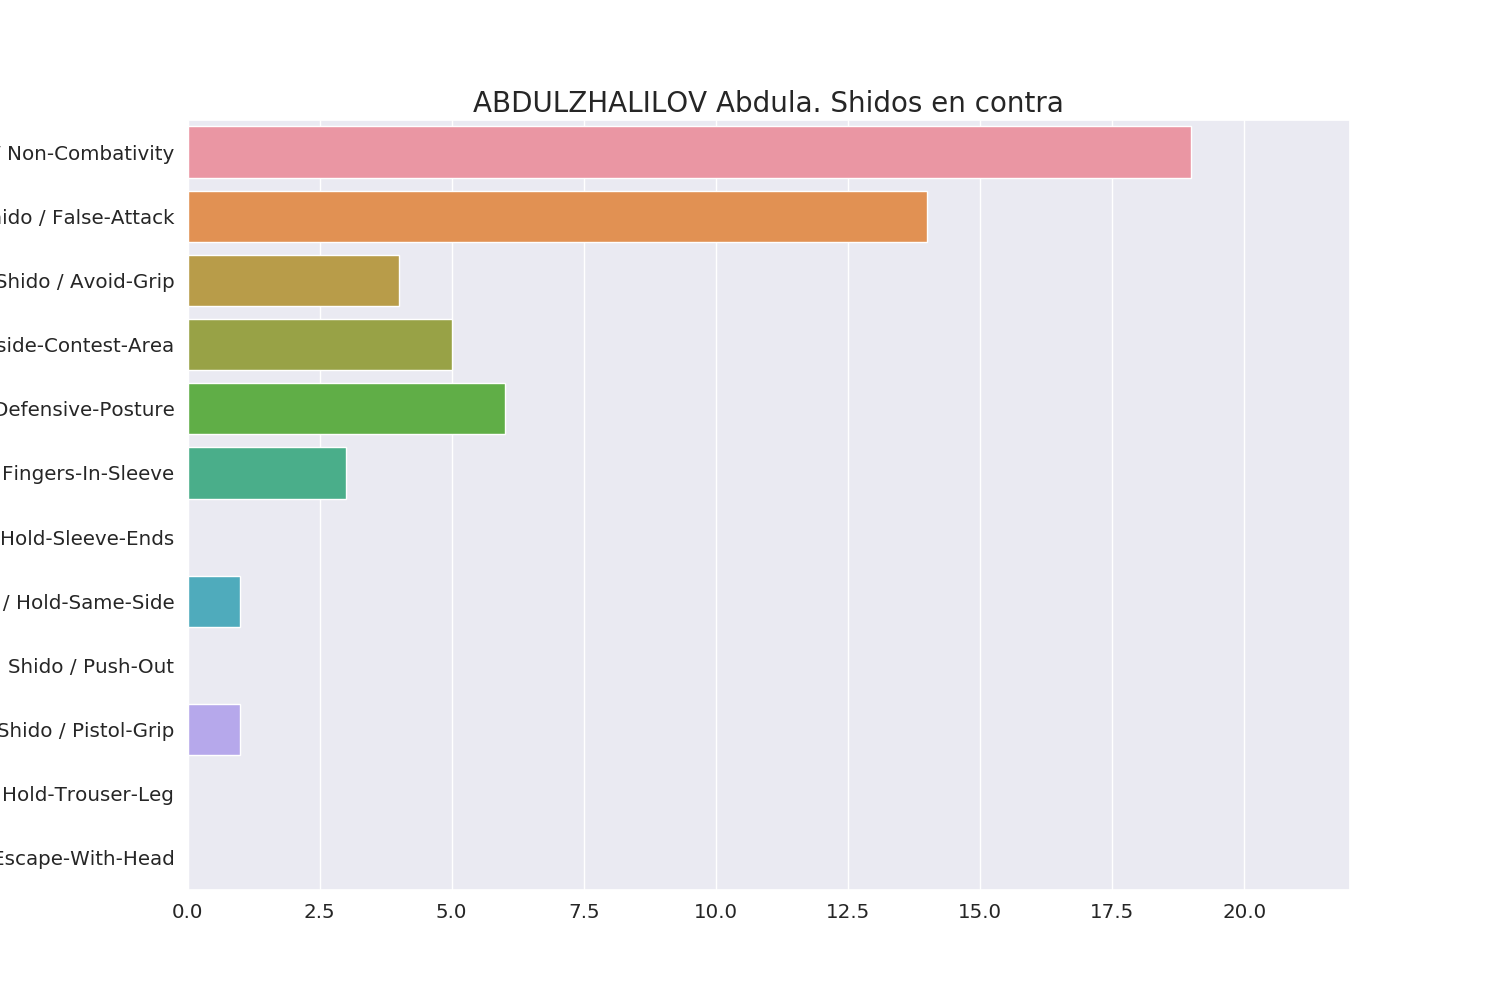 ABDULZHALILOV Abdula. Shidos en contra
/ Non-Combativity
ido / False-Attack
Shido / Avoid-Grip
side-Contest-Area
Defensive-Posture
Fingers-In-Sleeve
Hold-Sleeve-Ends
/ Hold-Same-Side
Shido / Push-Out
Shido / Pistol-Grip
Hold-Trouser-Leg
Escape-With-Head
0.0 2.5 5.0 7.5 10.0 12.5 15.0 17.5 20.0